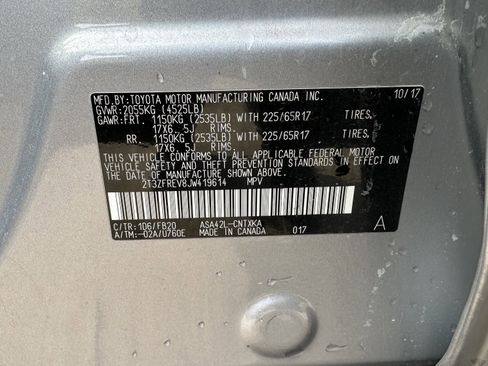 MFD.BY:TOYOTA MOTOR MANUFACTURING CANADA INC. 10/17
GVWR:2055KG (4525LB)
GAWR:FRT. 1150KG (2535LB) WITH 225/65R17 TIRES,
17X6 .5J RIMS,
RR. 1150KG (2535LB) WITH 225/65R17 TIRES,
17X6 .5J RIMS,
THIS VEHICLE CONFORMS TO ALL APPLICABLE FEDERAL MOTOR
VEHICLE SAFETY AND THEFT PREVENTION STANDARDS IN EFFECT ON
THE DATE OF MANUFACTURE SHOWN ABOVE.
2T3ZFREV8JW419614 MPV
C/TR:1D6/FB20 ASA42L-CNTXKA
A/TM:-02A/U760E MADE IN CANADA 017 A